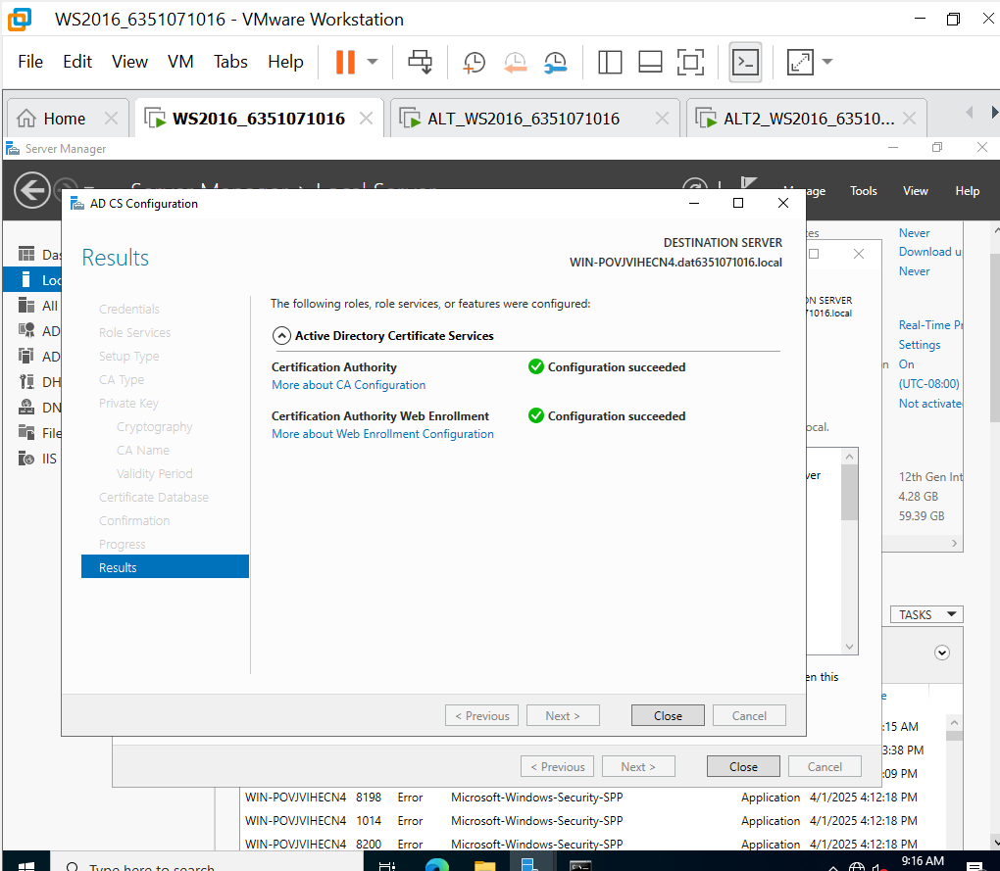 WS2016_6351071016 - VMware Workstation
File Edit View VM Tabs Help
Home WS2016_6351071016 ALT_WS2016_6351071016 ALT2_WS2016_6351o...
Server Manager
Tools View Help
AD CS Configuration
Results
DESTINATION SERVER
WIN-POVJVIHECN4.dat6351071016.local
Credentials
Role Services
Setup Type
CA Type
Private Key
Cryptography
CA Name
Validity Period
Certificate Database
Confirmation
Progress
Results
The following roles, role services, or features were configured:
Active Directory Certificate Services
Certification Authority Configuration succeeded
More about CA Configuration
Certification Authority Web Enrollment Configuration succeeded
More about Web Enrollment Configuration
< Previous Next > Close Cancel
All
AD
AD
DH
DN
File
IIS
Never
Download u
Never
ON SERVER
71016.local
Real-Time Pr
Settings
On
(UTC-08:00)
Not activate
ocal.
ver
12th Gen Int
4.28 GB
59.39 GB
TASKS
en this
:15 AM
3:38 PM
:09 PM
< Previous Next > Close Cancel
WIN-POVJVIHECN4 8198 Error Microsoft-Windows-Security-SPP Application 4/1/2025 4:12:18 PM
WIN-POVJVIHECN4 1014 Error Microsoft-Windows-Security-SPP Application 4/1/2025 4:12:18 PM
WIN-POVJVIHECN4 8200 Error Microsoft-Windows-Security-SPP Application 4/1/2025 4:12:18 PM
Type here to search
9:16 AM